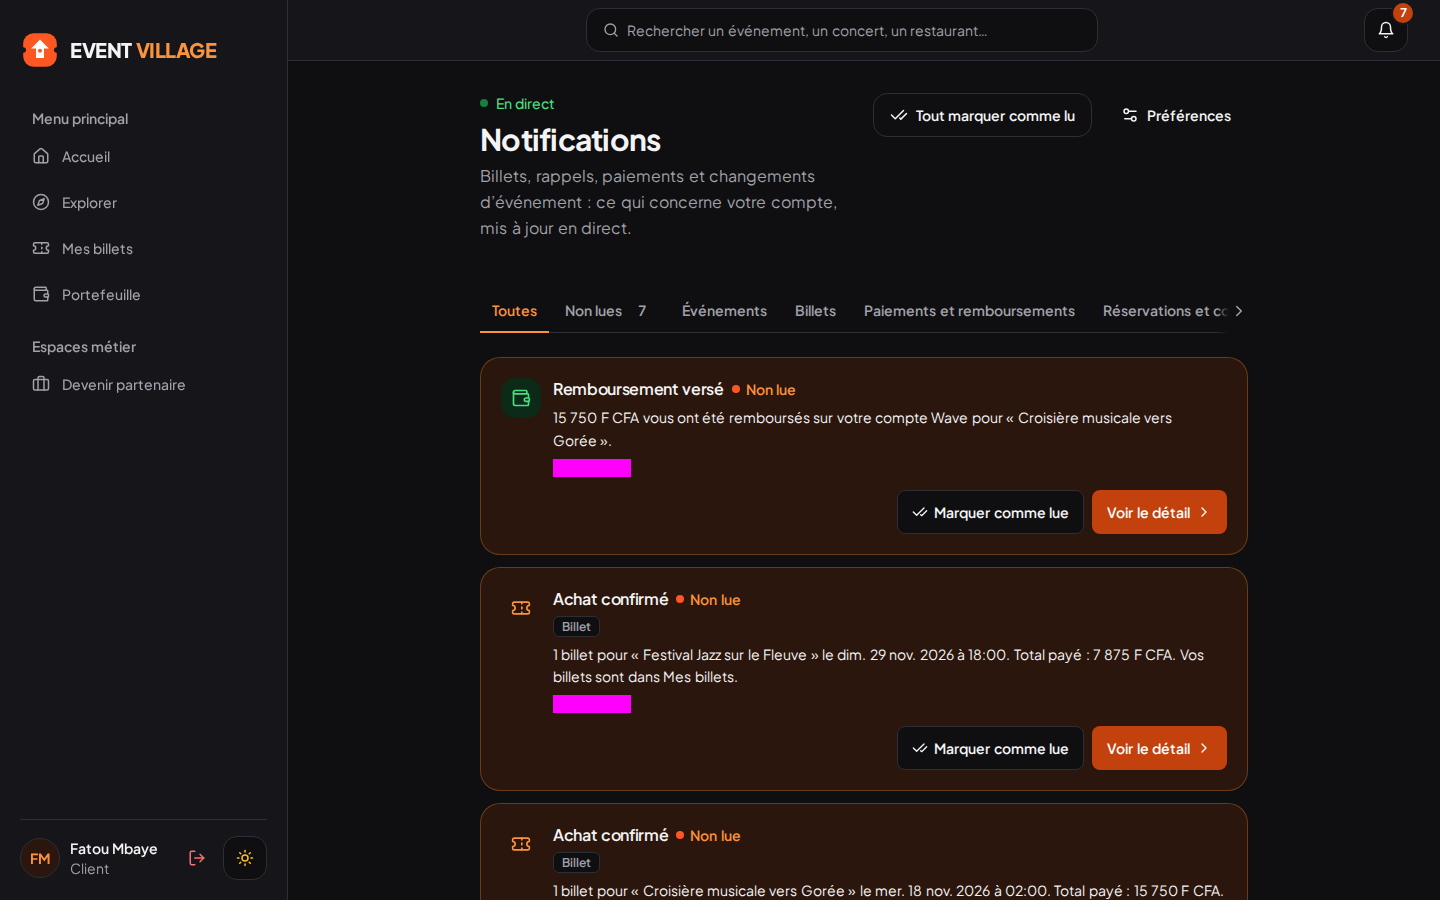 EVENT VILLAGE
Menu principal
Accueil
Explorer
Mes billets
Portefeuille
Espaces métier
Devenir partenaire
FM
Fatou Mbaye
Client
Rechercher un événement, un concert, un restaurant…
7
En direct
Notifications
Billets, rappels, paiements et changements
d’événement : ce qui concerne votre compte,
mis à jour en direct.
Tout marquer comme lu
Préférences
Toutes
Non lues 7
Événements
Billets
Paiements et remboursements
Réservations et co
Remboursement versé
Non lue
15 750 F CFA vous ont été remboursés sur votre compte Wave pour « Croisière musicale vers
Gorée ».
Marquer comme lue
Voir le détail
Achat confirmé
Non lue
Billet
1 billet pour « Festival Jazz sur le Fleuve » le dim. 29 nov. 2026 à 18:00. Total payé : 7 875 F CFA. Vos
billets sont dans Mes billets.
Marquer comme lue
Voir le détail
Achat confirmé
Non lue
Billet
1 billet pour « Croisière musicale vers Gorée » le mer. 18 nov. 2026 à 02:00. Total payé : 15 750 F CFA.